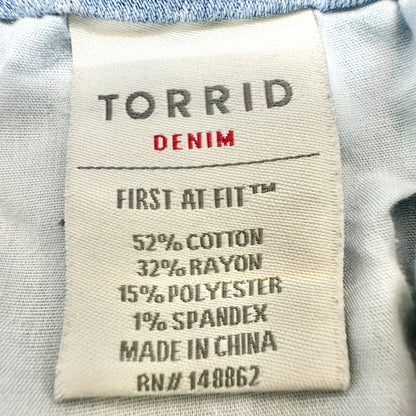 TORRID
DENIM
FIRST AT FIT™
52% COTTON
32% RAYON
15% POLYESTER
1% SPANDEX
MADE IN CHINA
RN// 148862